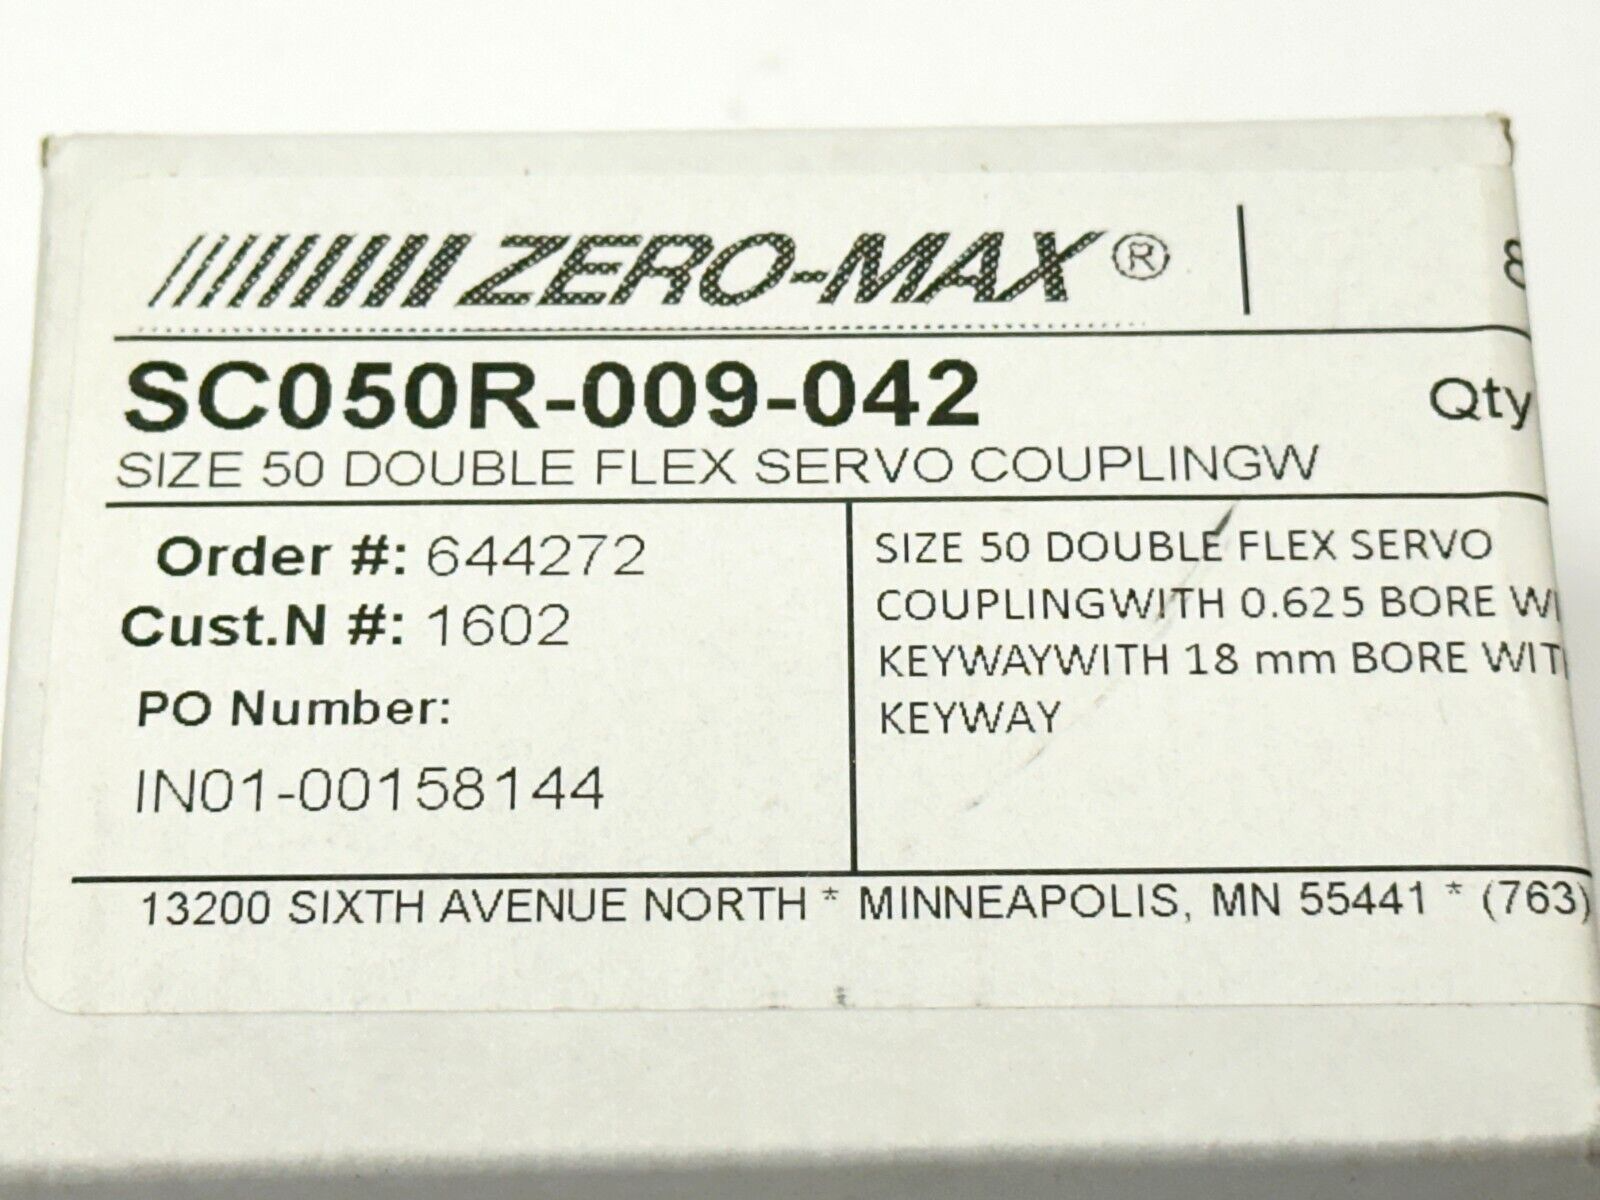 ZERO-MAX®
SC050R-009-042
Qty
SIZE 50 DOUBLE FLEX SERVO COUPLINGW
Order #: 644272
Cust.N #: 1602
PO Number:
IN01-00158144
SIZE 50 DOUBLE FLEX SERVO
COUPLINGWITH 0.625 BORE WI
KEYWAYWITH 18 mm BORE WIT
KEYWAY
13200 SIXTH AVENUE NORTH * MINNEAPOLIS, MN 55441 * (763)